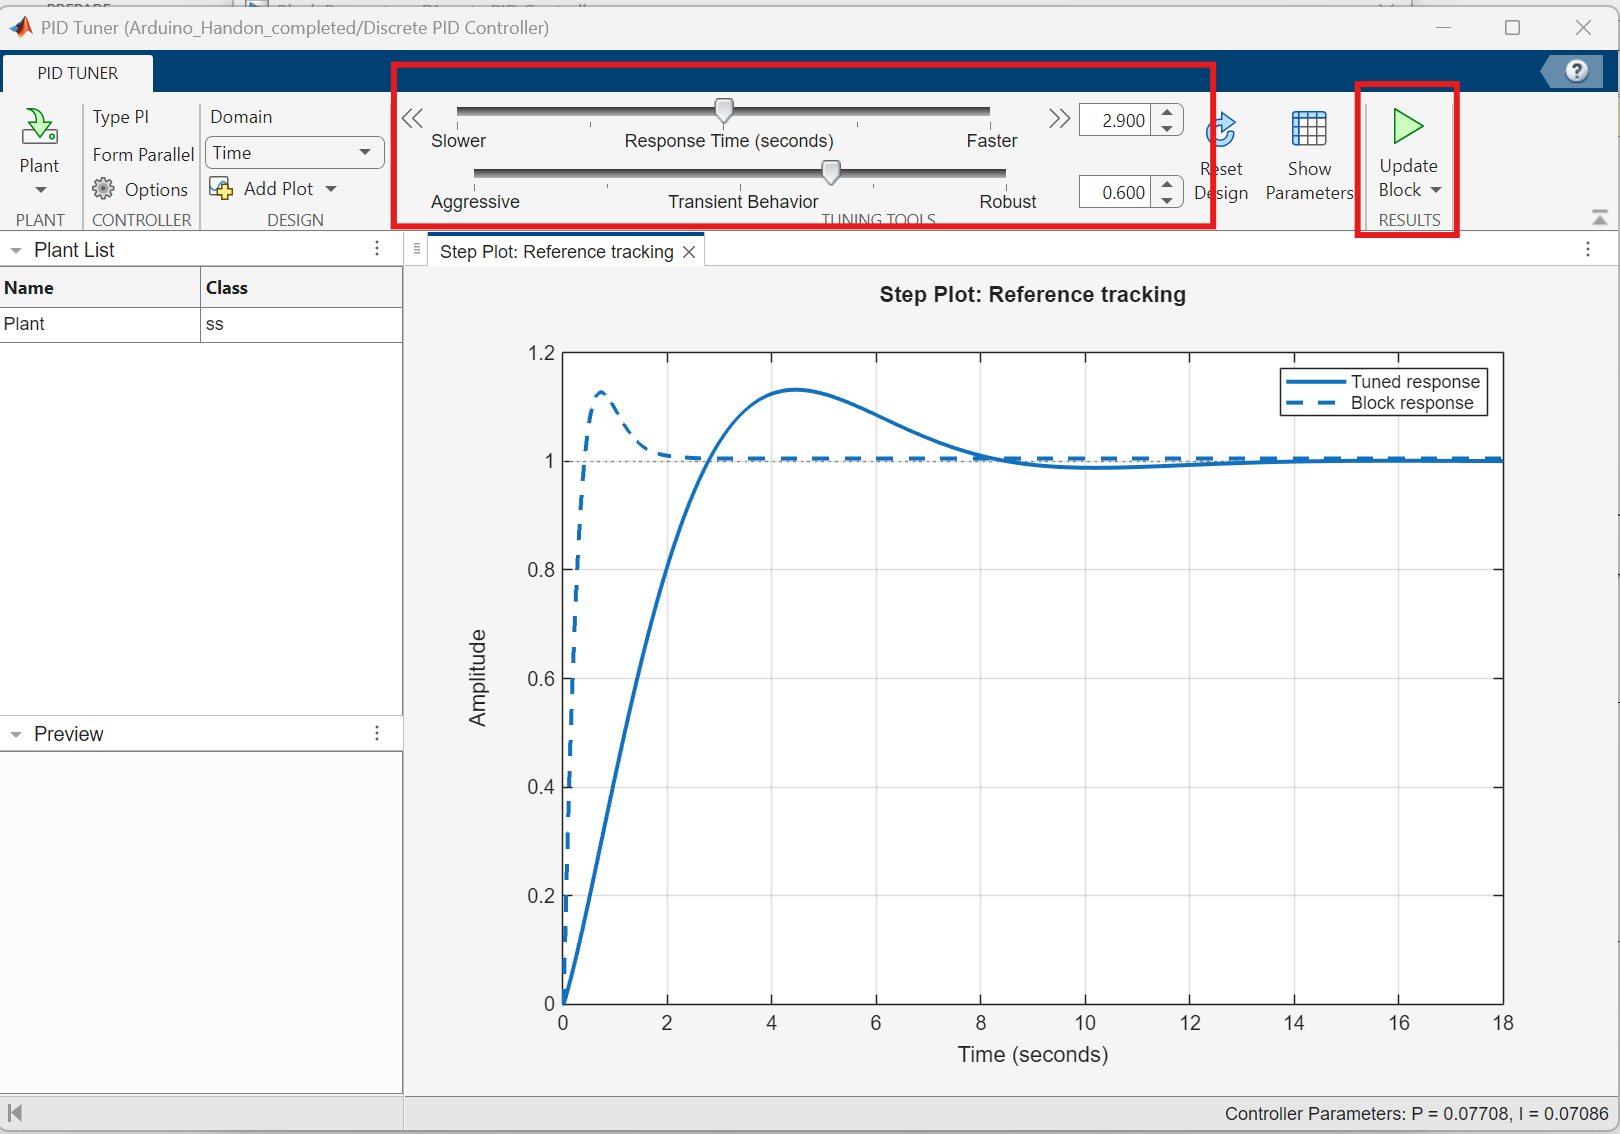 PID Tuner (Arduino_Handon_completed/Discrete PID Controller)
PID TUNER
?
Plant
PLANT
Type PI
Form Parallel
Options
CONTROLLER
Domain
Time
Add Plot
DESIGN
Slower
Response Time (seconds)
Faster
2.900
Aggressive
Transient Behavior
Robust
0.600
TUNING TOOLS
Reset
Design
Show
Parameters
Update
Block
RESULTS
Plant List
Name Class
Plant ss
Preview
Step Plot: Reference tracking
Step Plot: Reference tracking
Tuned response
Block response
1.2
1
0.8
0.6
0.4
0.2
0
Amplitude
0 2 4 6 8 10 12 14 16 18
Time (seconds)
Controller Parameters: P = 0.07708, I = 0.07086